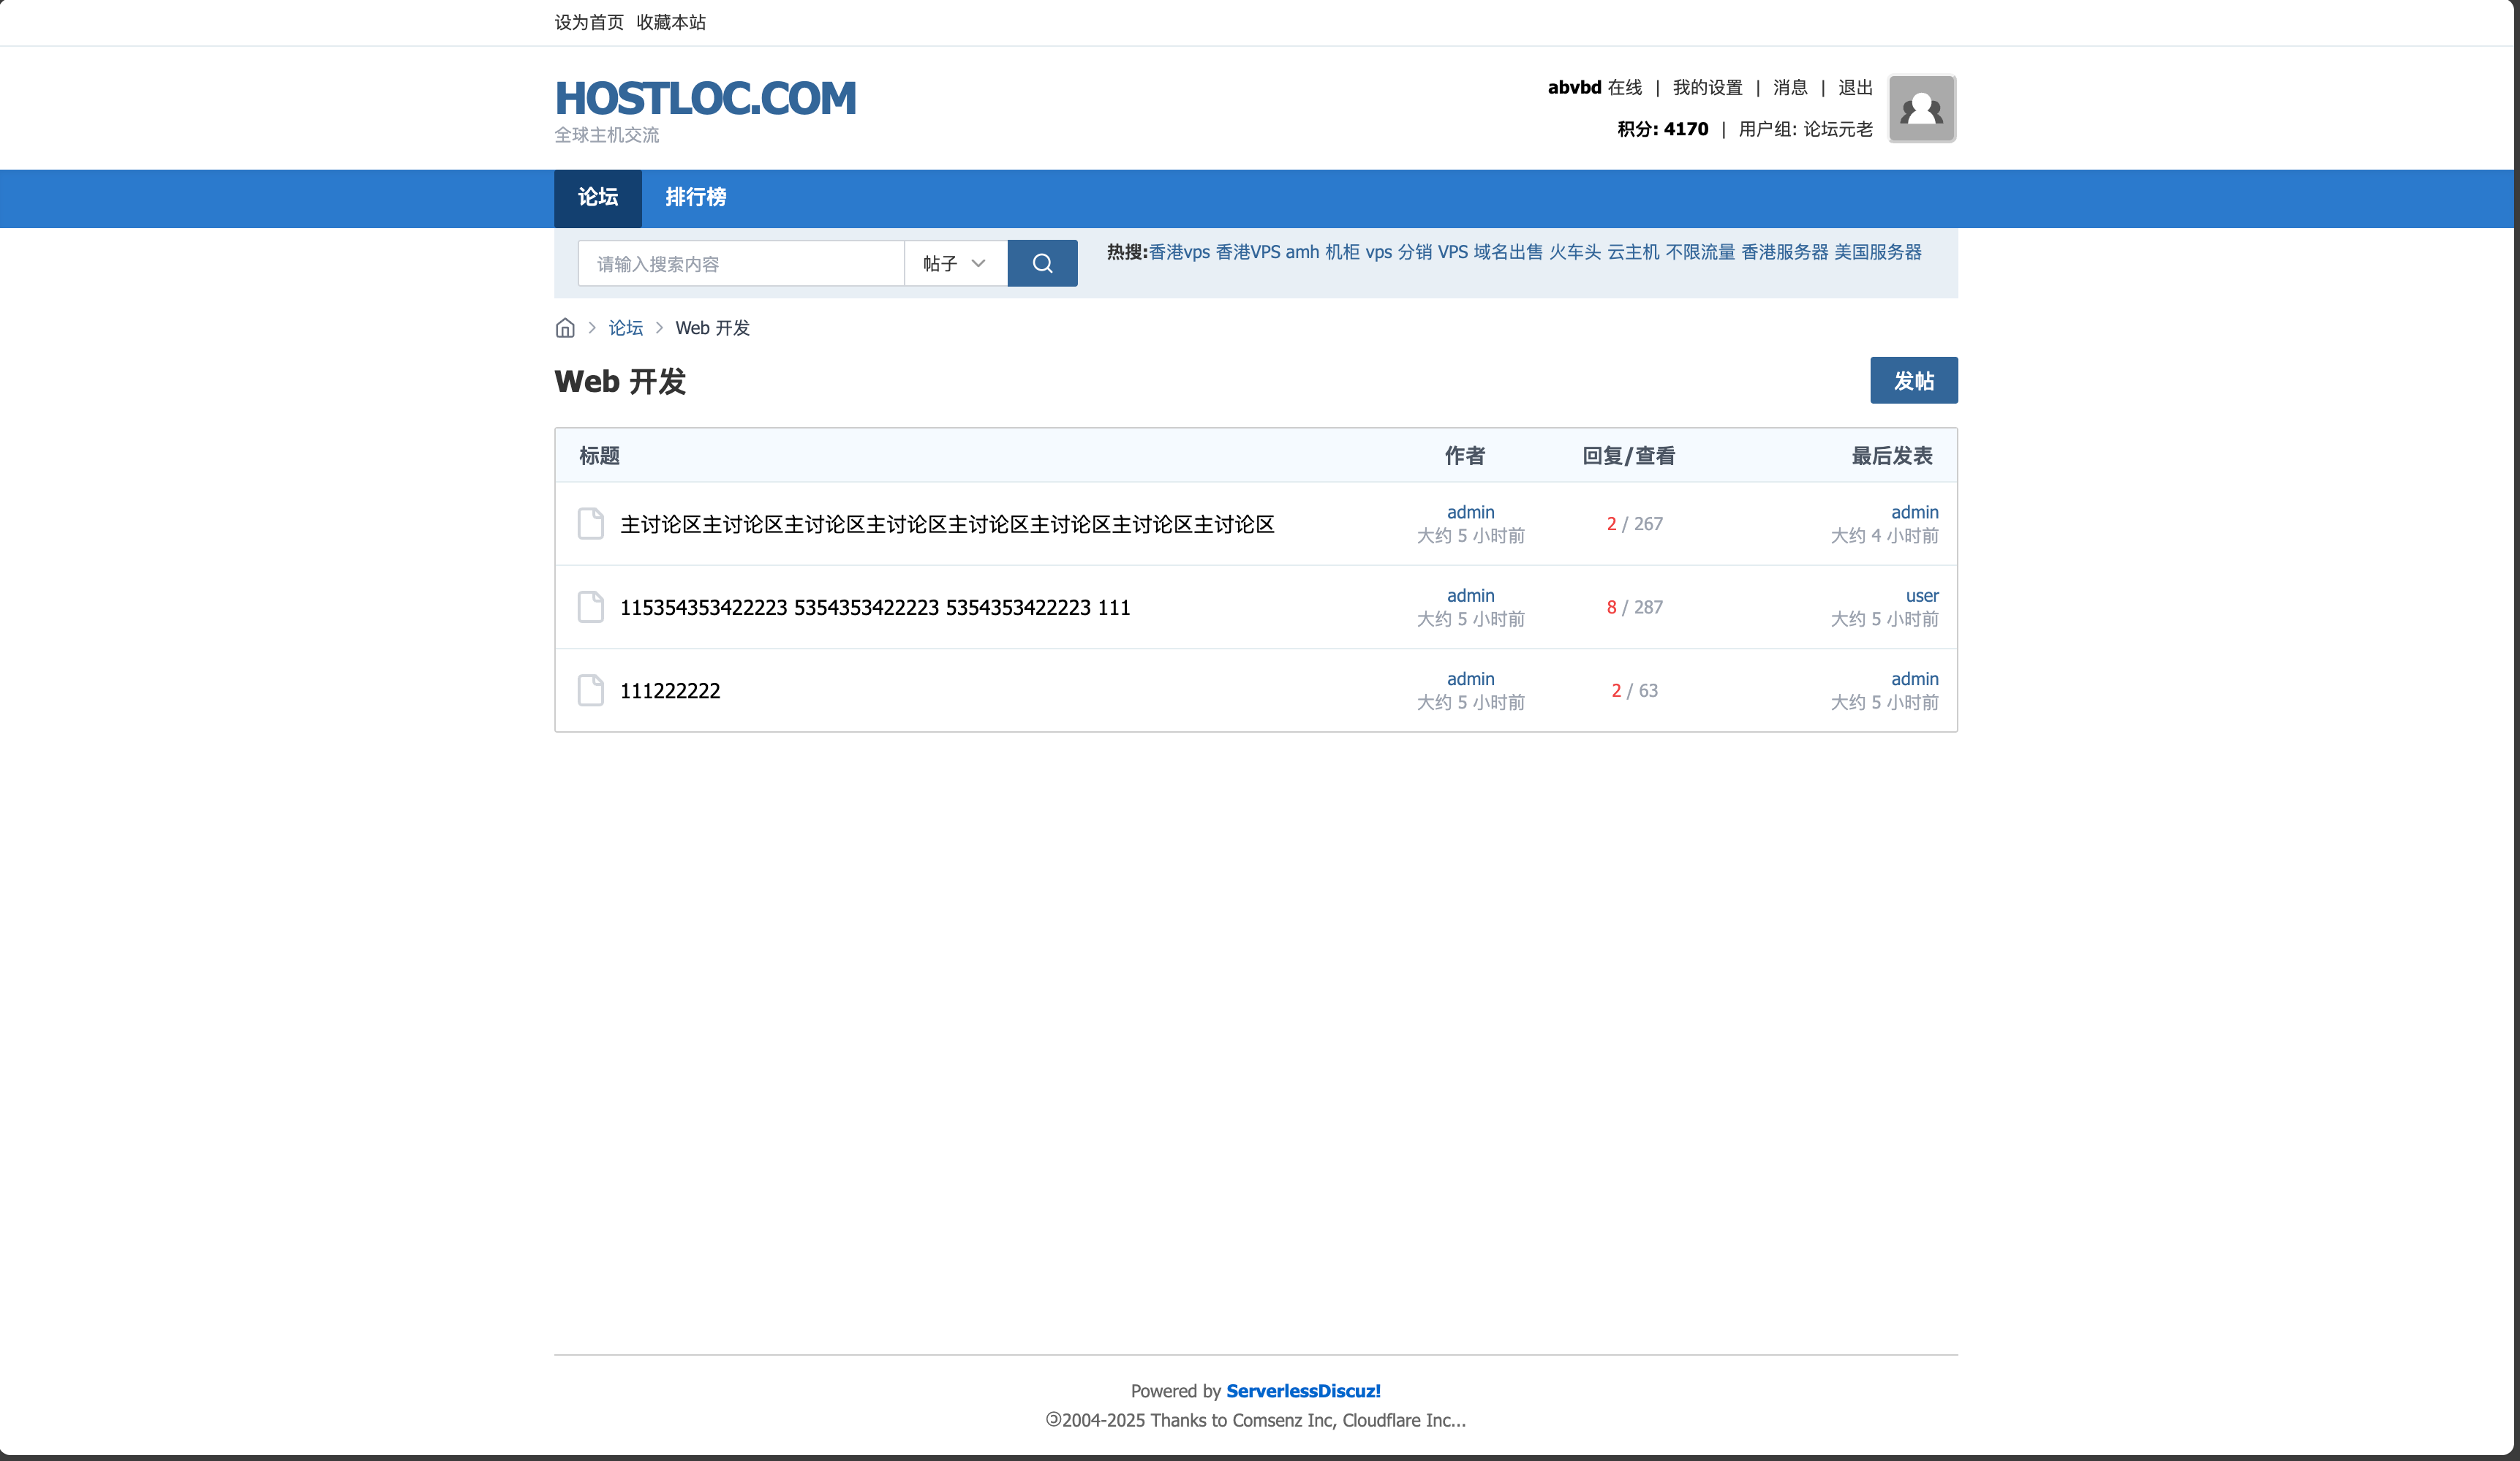 设为首页 收藏本站
HOSTLOC.COM
全球主机交流
abvbd 在线 | 我的设置 | 消息 | 退出
积分: 4170 | 用户组: 论坛元老
论坛 排行榜
请输入搜索内容 帖子
热搜:香港vps 香港VPS amh 机柜 vps 分销 VPS 域名出售 火车头 云主机 不限流量 香港服务器 美国服务器
论坛 Web 开发
Web 开发 发帖
标题 作者 回复/查看 最后发表
主讨论区主讨论区主讨论区主讨论区主讨论区主讨论区主讨论区主讨论区
admin
大约 5 小时前
2 / 267
admin
大约 4 小时前
115354353422223 5354353422223 5354353422223 111
admin
大约 5 小时前
8 / 287
user
大约 5 小时前
111222222
admin
大约 5 小时前
2 / 63
admin
大约 5 小时前
Powered by ServerlessDiscuz!
🄯2004-2025 Thanks to Comsenz Inc, Cloudflare Inc...